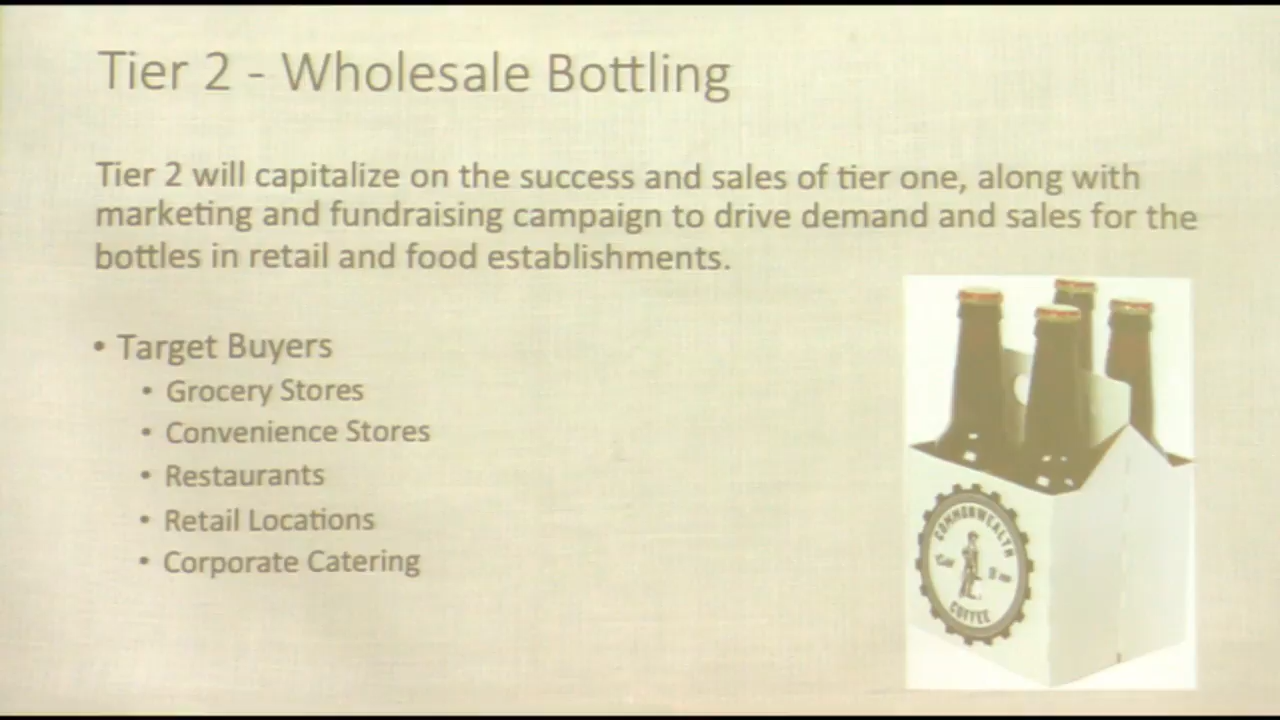 Tier 2 - Wholesale Bottling
Tier 2 will capitalize on the success and sales of tier one, along with
marketing and fundraising campaign to drive demand and sales for the
bottles in retail and food establishments.
• Target Buyers
• Grocery Stores
• Convenience Stores
• Restaurants
• Retail Locations
• Corporate Catering
COMMONWEALTH
COFFEE